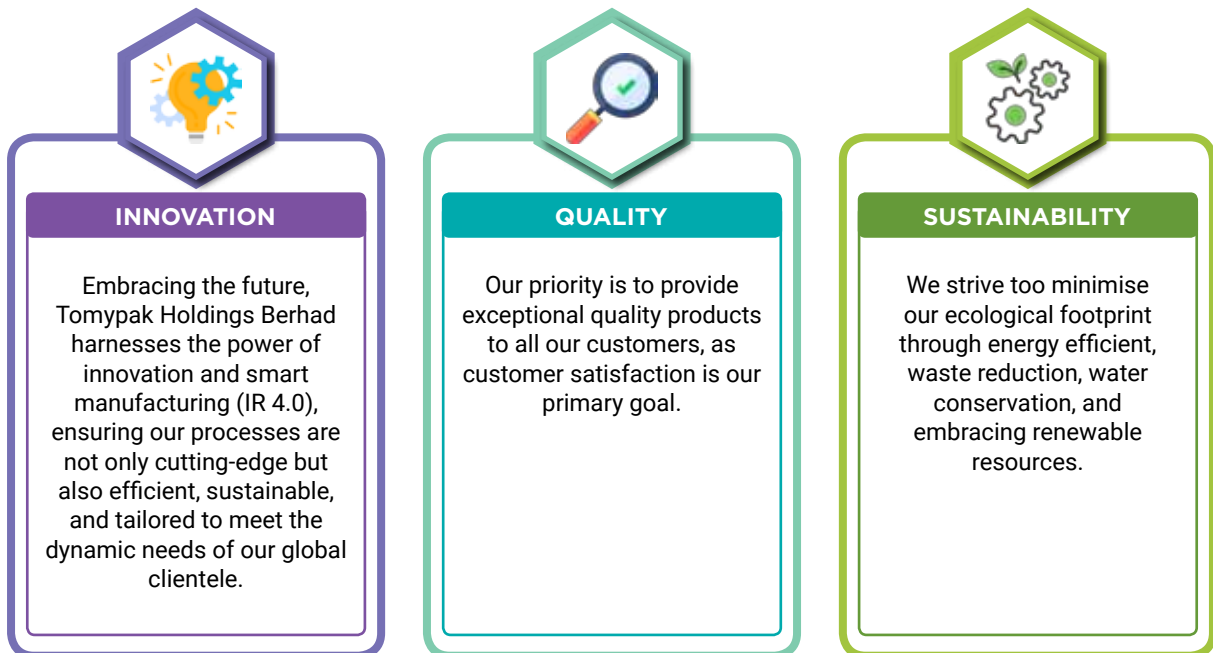 INNOVATION
Embracing the future,
Tomypak Holdings Berhad
harnesses the power of
innovation and smart
manufacturing (IR 4.0),
ensuring our processes are
not only cutting-edge but
also efficient, sustainable,
and tailored to meet the
dynamic needs of our global
clientele.
QUALITY
Our priority is to provide
exceptional quality products
to all our customers, as
customer satisfaction is our
primary goal.
SUSTAINABILITY
We strive too minimise
our ecological footprint
through energy efficient,
waste reduction, water
conservation, and
embracing renewable
resources.